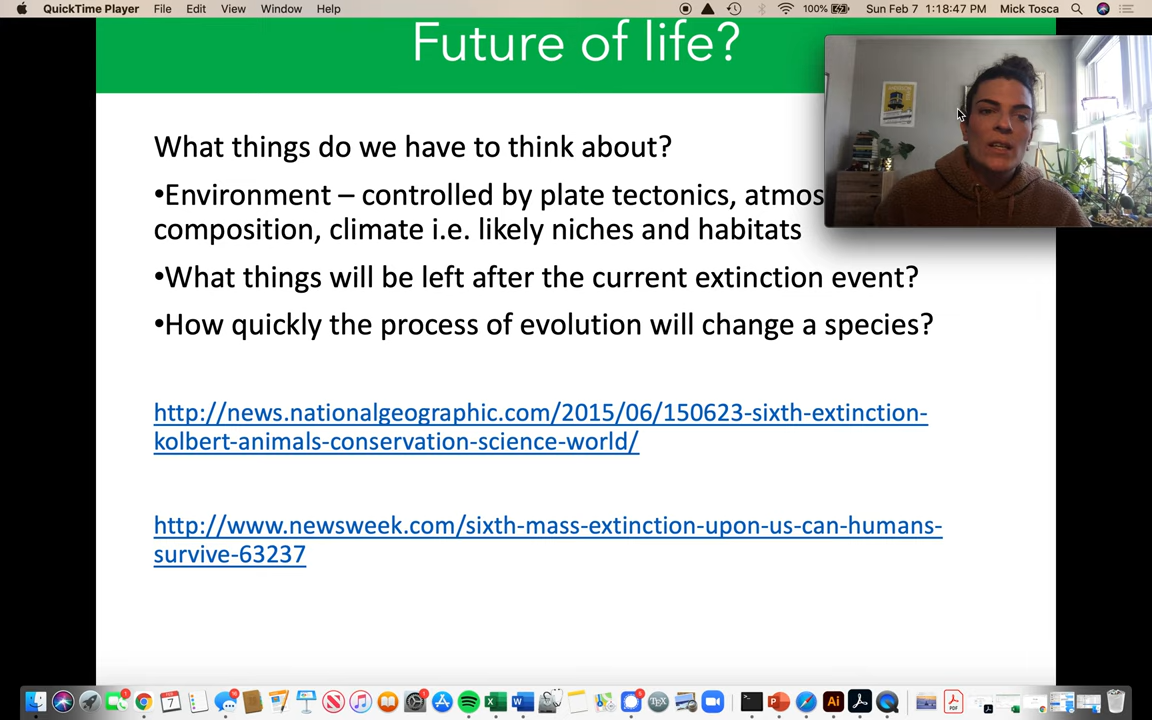 QuickTime Player File Edit View Window Help 100% Sun Feb 7 1:18:47 PM Mick Tosca
Future of life?
What things do we have to think about?
•Environment – controlled by plate tectonics, atmos
composition, climate i.e. likely niches and habitats
•What things will be left after the current extinction event?
•How quickly the process of evolution will change a species?
http://news.nationalgeographic.com/2015/06/150623-sixth-extinction-
kolbert-animals-conservation-science-world/
http://www.newsweek.com/sixth-mass-extinction-upon-us-can-humans-
survive-63237